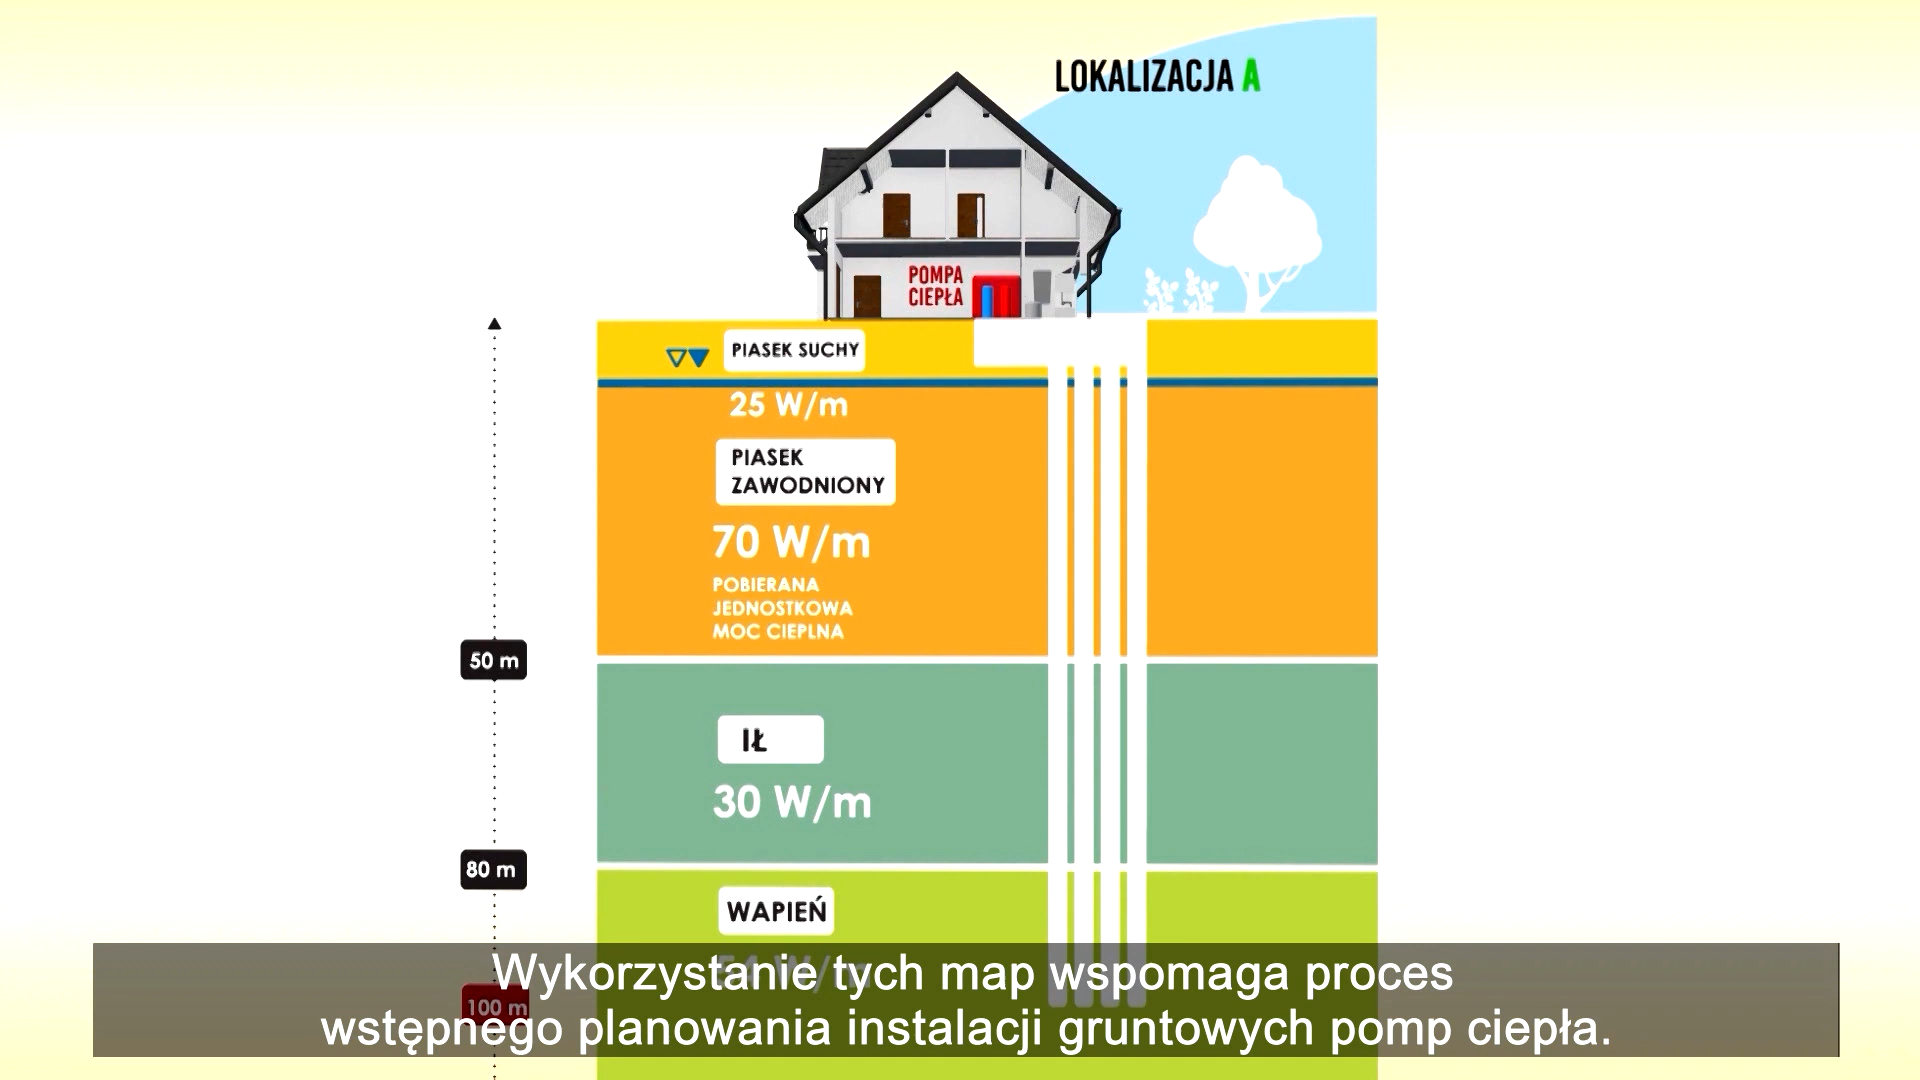 LOKALIZACJA A
POMPA
CIEPŁA
PIASEK SUCHY
25 W/m
PIASEK
ZAWODNIONY
70 W/m
POBIERANA
JEDNOSTKOWA
MOC CIEPLNA
50 m
IŁ
30 W/m
80 m
WAPIEŃ
W/m
100 m
Wykorzystanie tych map wspomaga proces
wstępnego planowania instalacji gruntowych pomp ciepła.